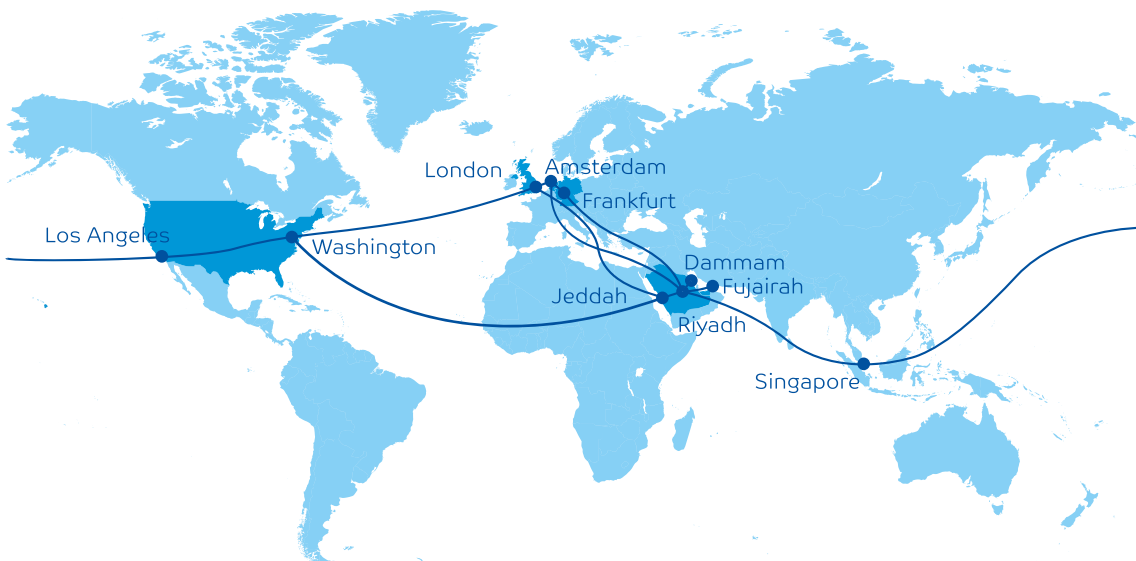 London
Amsterdam
Frankfurt
Los Angeles
Washington
Dammam
Fujairah
Jeddah
Riyadh
Singapore